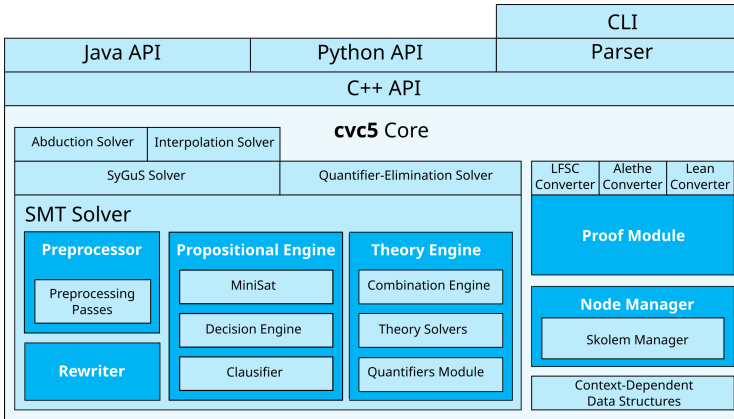 CLI
Java API
Python API
Parser
C++ API
cvc5 Core
Abduction Solver
Interpolation Solver
SyGuS Solver
Quantifier-Elimination Solver
SMT Solver
Preprocessor
Preprocessing
Passes
Rewriter
Propositional Engine
MiniSat
Decision Engine
Clausifier
Theory Engine
Combination Engine
Theory Solvers
Quantifiers Module
LFSC
Converter
Alethe
Converter
Lean
Converter
Proof Module
Node Manager
Skolem Manager
Context-Dependent
Data Structures